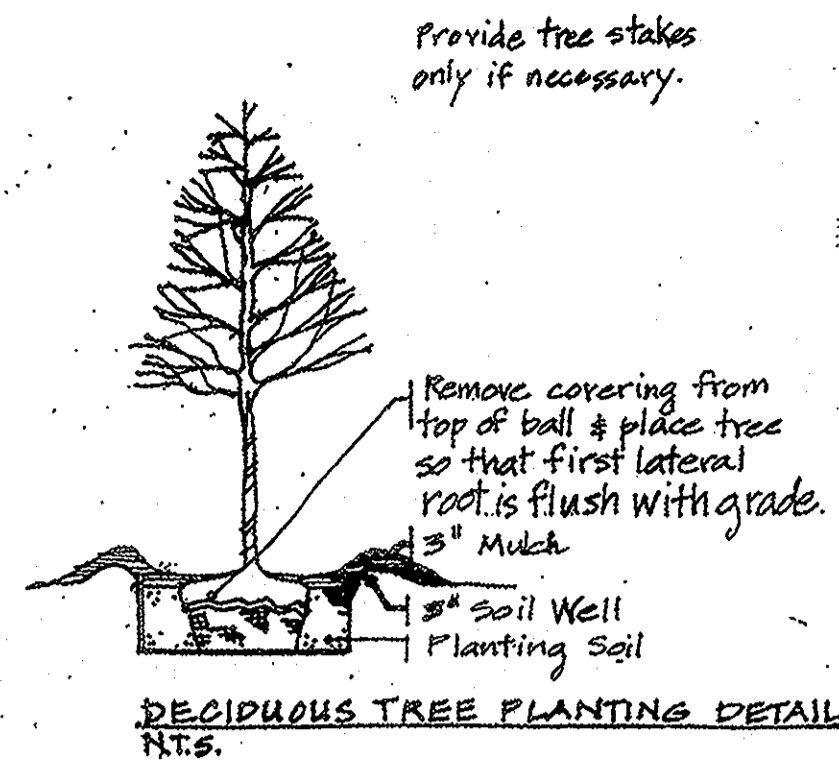 Provide tree stakes
only if necessary.
Remove covering from
top of ball & place tree
so that first lateral
root is flush with grade.
3" Mulch
3" Soil Well
Planting Soil
DECIDUOUS TREE PLANTING DETAIL
N.T.S.